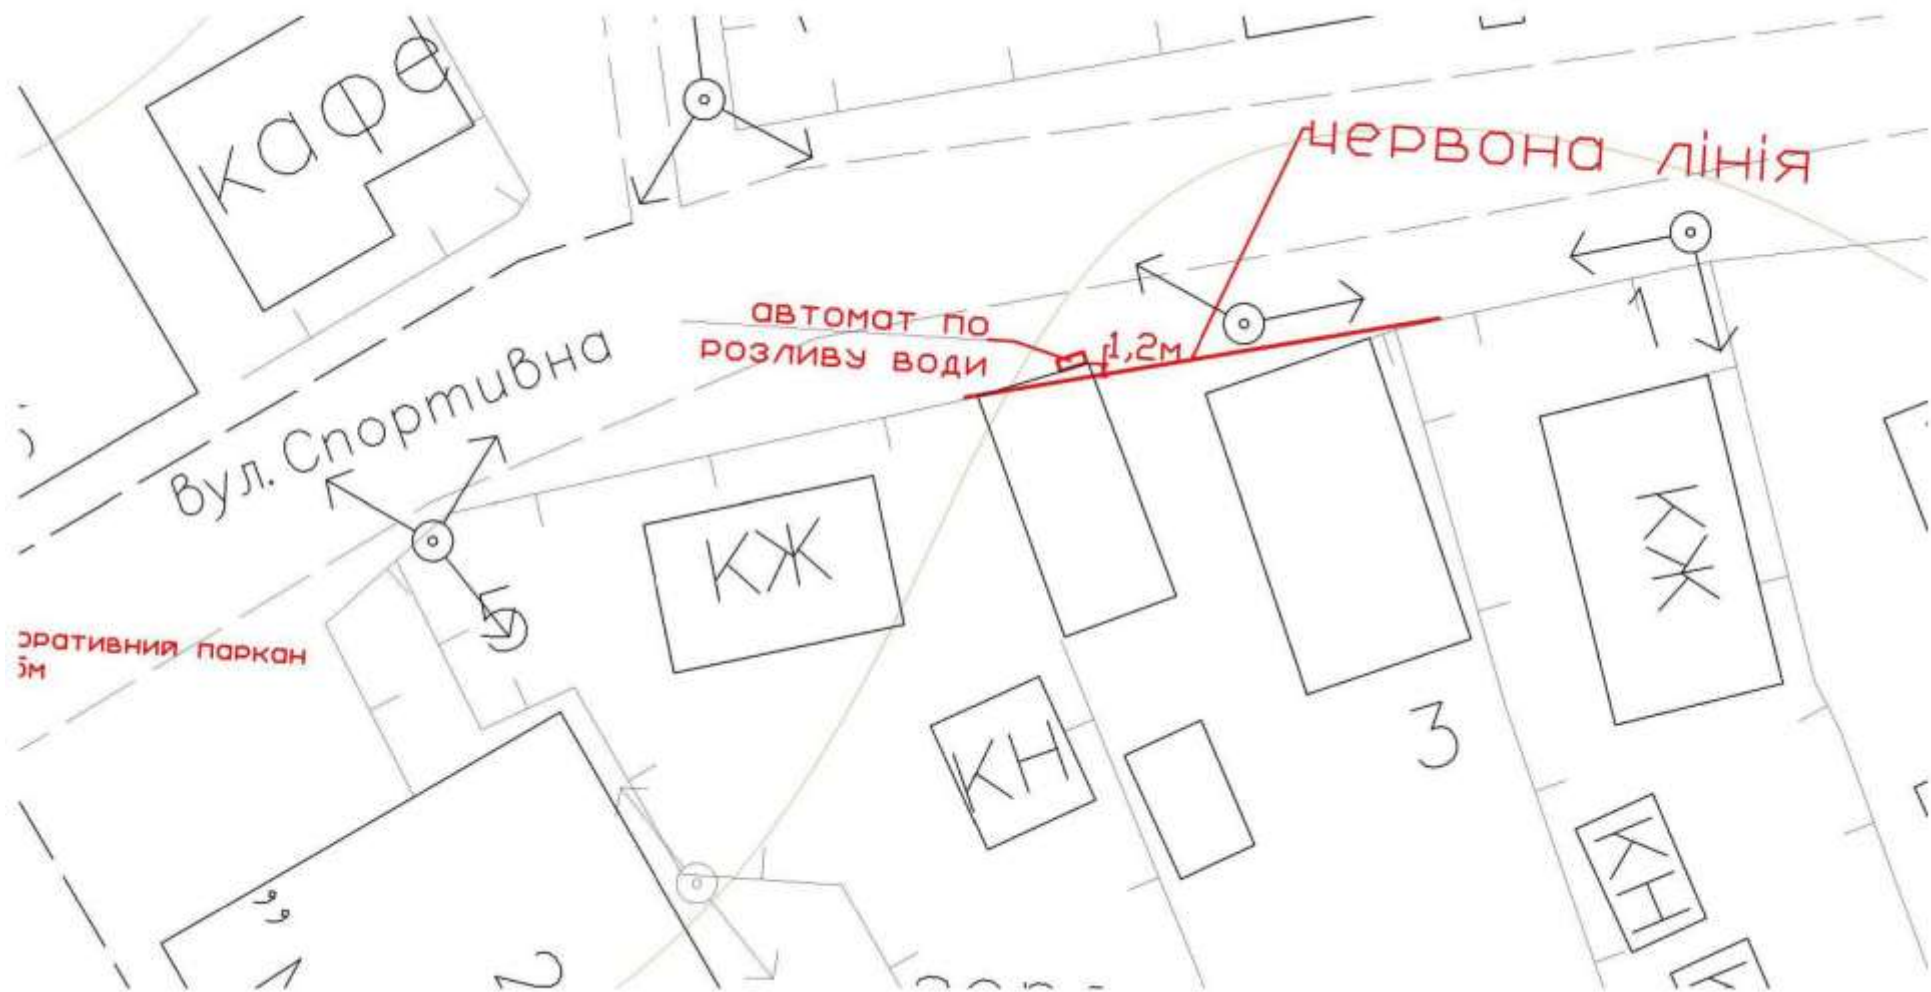 кафе
червона лінія
1
автомат по
розливу води
1,2м
вул. Спортивна
КЖ
КЖ
5
паркан
КН
3
КН
2